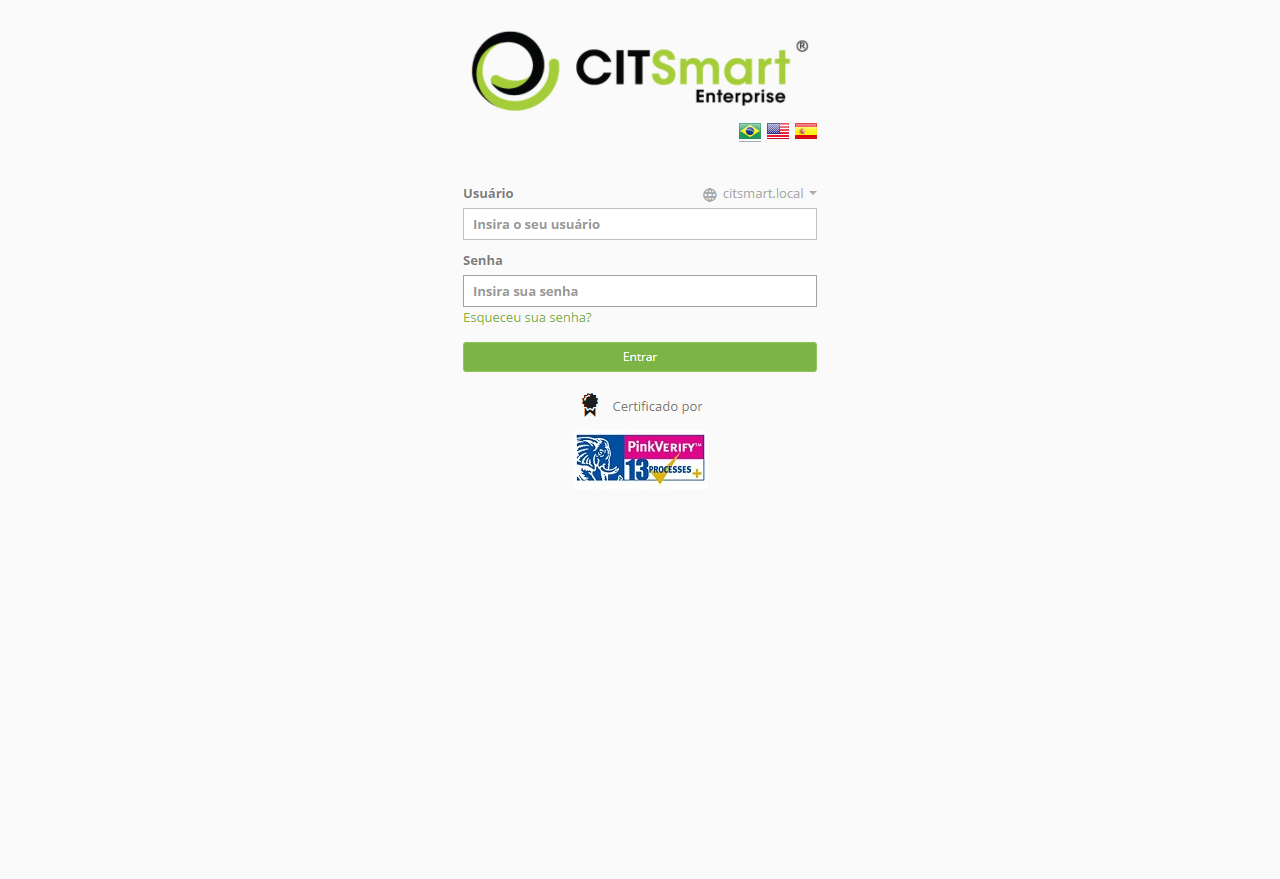 CITSmart ®
Enterprise
Usuário
citsmart.local
Insira o seu usuário
Senha
Insira sua senha
Esqueceu sua senha?
Entrar
Certificado por
PinkVERIFY™
13 PROCESSES +